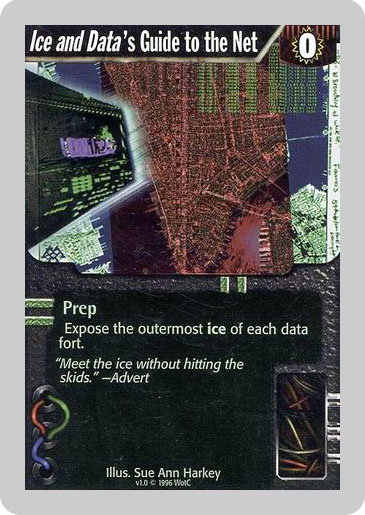 Ice and Data's Guide to the Net
0
Prep
Expose the outermost ice of each data
fort.
"Meet the ice without hitting the
skids." —Advert
Illus. Sue Ann Harkey
v1.0 © 1996 WotC